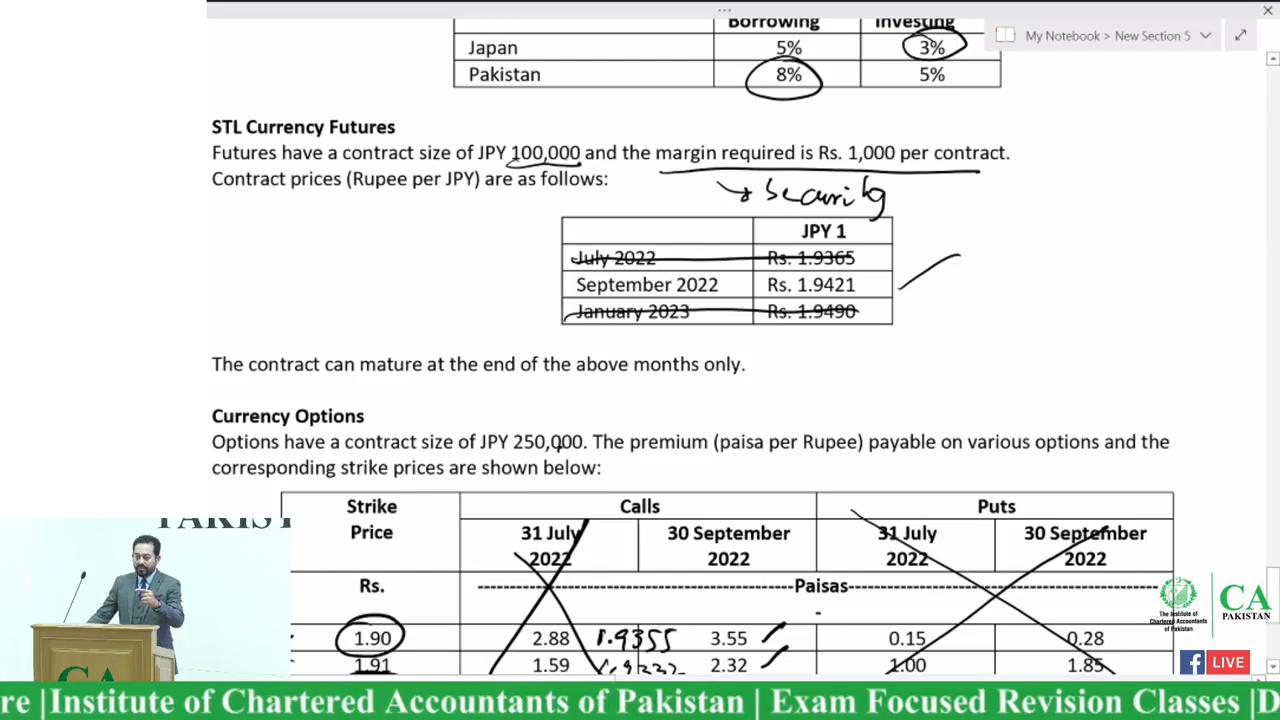 Borrowing Investing
My Notebook > New Section 5
Japan 5% 3%
Pakistan 8% 5%
STL Currency Futures
Futures have a contract size of JPY 100,000 and the margin required is Rs. 1,000 per contract.
Contract prices (Rupee per JPY) are as follows:
Security
JPY 1
July 2022 Rs. 1.9365
September 2022 Rs. 1.9421
January 2023 Rs. 1.9490
The contract can mature at the end of the above months only.
Currency Options
Options have a contract size of JPY 250,000. The premium (paisa per Rupee) payable on various options and the
corresponding strike prices are shown below:
Strike Price Calls Puts
31 July 2022 30 September 2022 31 July 2022 30 September 2022
Rs. Paisas
1.90 2.88 1.9355 3.55 0.15 0.28
1.91 1.59 2.32 1.00 1.85
PAKIST
CA
The Institute of
Chartered Accountants
of Pakistan
CA
PAKISTAN
f LIVE
re |Institute of Chartered Accountants of Pakistan | Exam Focused Revision Classes |D